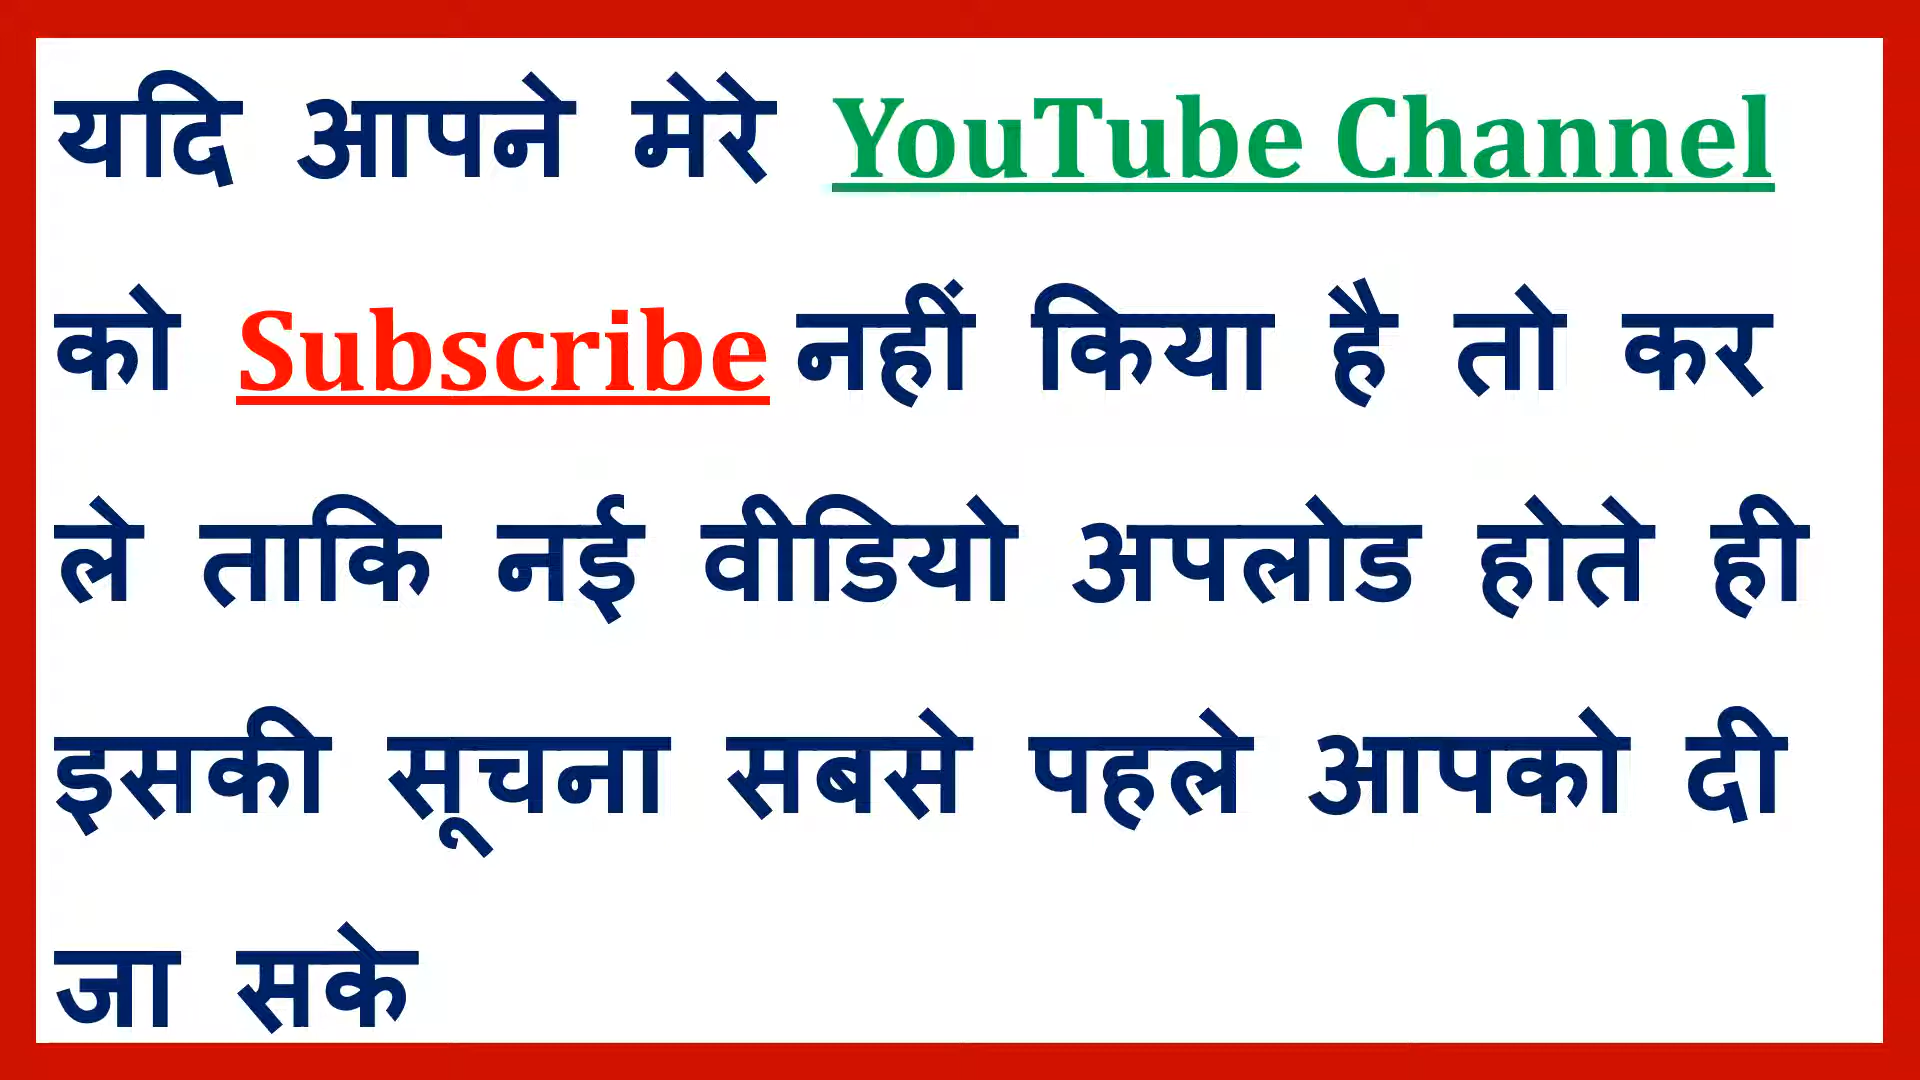 यदि आपने मेरे YouTube Channel
को Subscribe नहीं किया है तो कर
ले ताकि नई वीडियो अपलोड होते ही
इसकी सूचना सबसे पहले आपको दी
जा सके